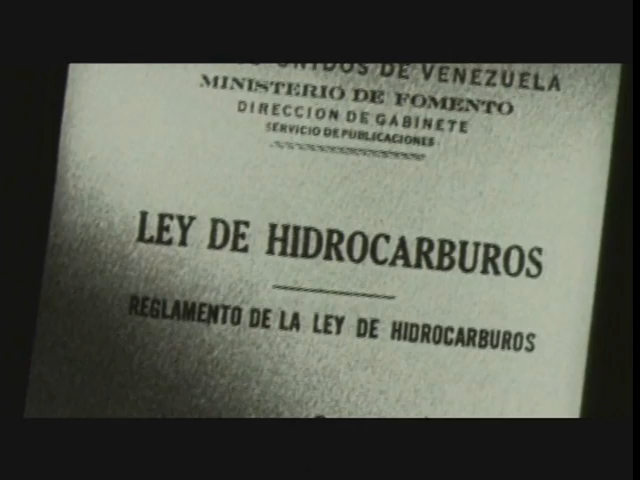 UNIDOS DE VENEZUELA
MINISTERIO DE FOMENTO
DIRECCION DE GABINETE
SERVICIO DE PUBLICACIONES
LEY DE HIDROCARBUROS
REGLAMENTO DE LA LEY DE HIDROCARBUROS